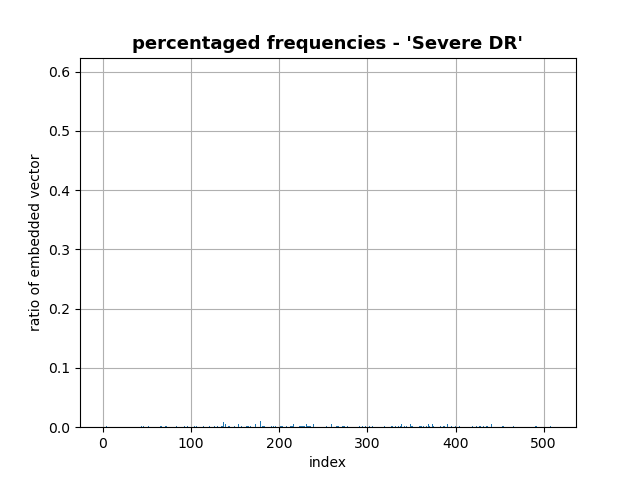 percentaged frequencies - 'Severe DR'
0.6
0.5
0.4
0.3
0.2
0.1
0.0
ratio of embedded vector
0 100 200 300 400 500
index